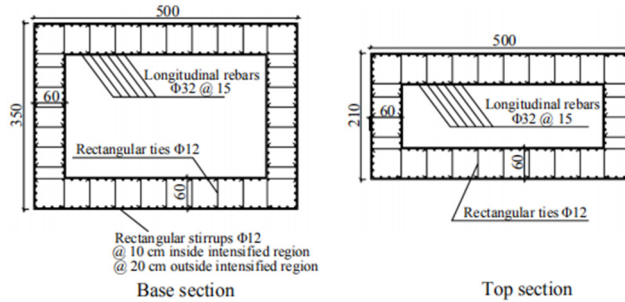 500
350
60
Longitudinal rebars
Φ32 @ 15
Rectangular ties Φ12
60
Rectangular stirrups Φ12
@ 10 cm inside intensified region
@ 20 cm outside intensified region
Base section
500
210
60
Longitudinal rebars
Φ32 @ 15
60
Rectangular ties Φ12
Top section